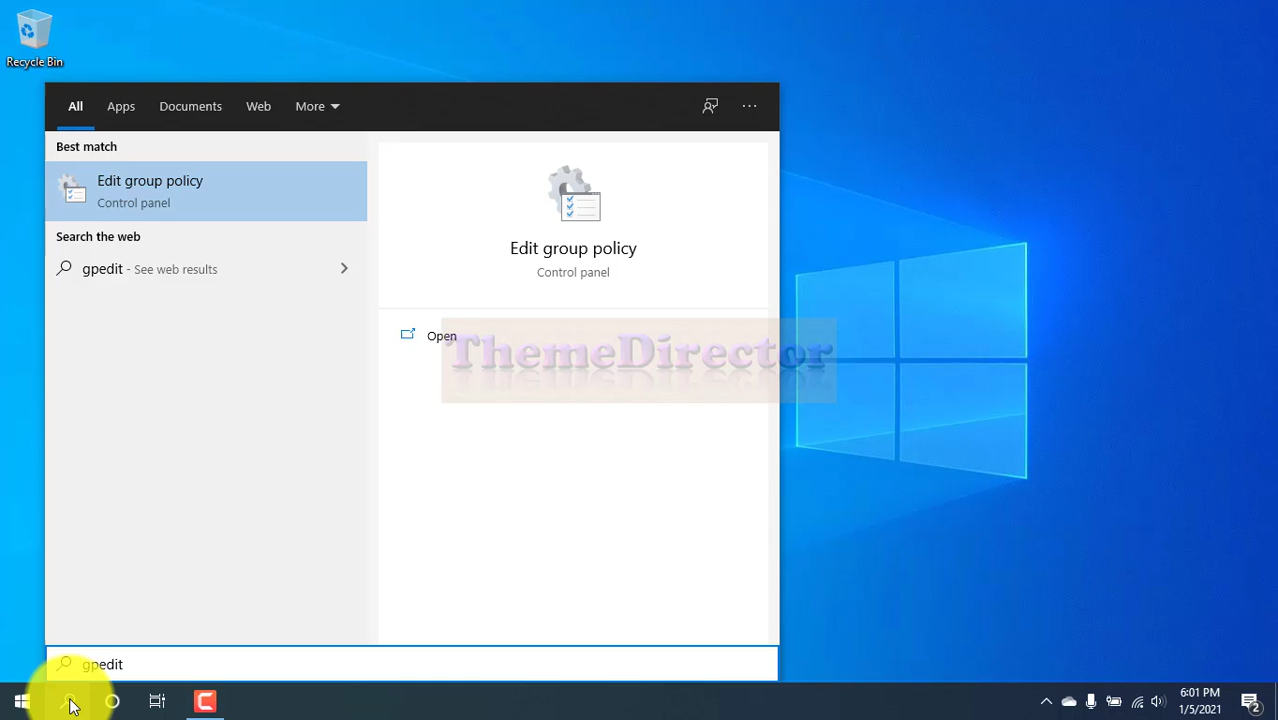 Recycle Bin
All Apps Documents Web More ...
Best match
Edit group policy
Control panel
Search the web
gpedit - See web results
Edit group policy
Control panel
Open
ThemeDirector
gpedit
6:01 PM
1/5/2021
2